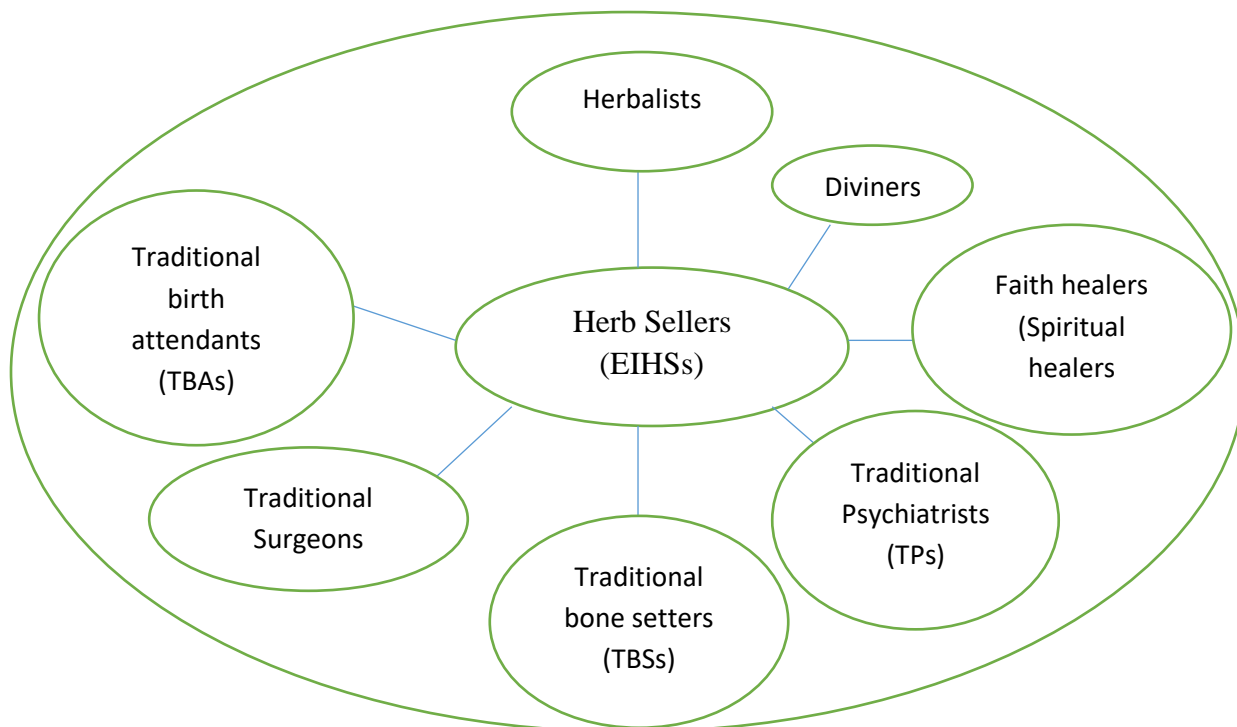 Herbalists
Diviners
Traditional
birth
attendants
(TBAs)
Herb Sellers
(EIHSs)
Faith healers
(Spiritual
healers
Traditional
Surgeons
Traditional
bone setters
(TBSs)
Traditional
Psychiatrists
(TPs)